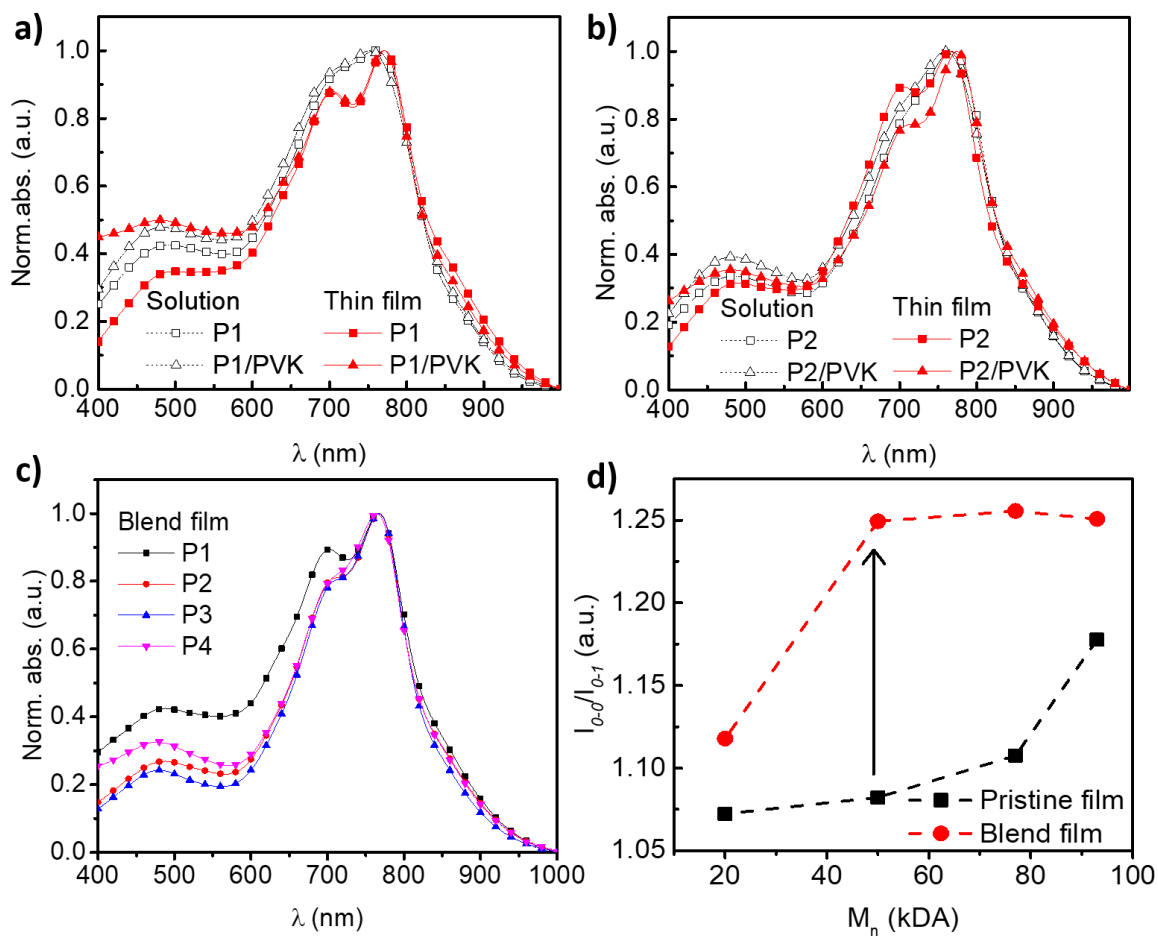 a)
1.0
0.8
0.6
0.4
0.2
0.0
Norm.abs. (a.u.)
Solution
P1
P1/PVK
Thin film
P1
P1/PVK
400 500 600 700 800 900
λ (nm)
b)
1.0
0.8
0.6
0.4
0.2
0.0
Norm. abs. (a.u.)
Solution
P2
P2/PVK
Thin film
P2
P2/PVK
400 500 600 700 800 900
λ (nm)
c)
1.0
0.8
0.6
0.4
0.2
0.0
Norm. abs. (a.u.)
Blend film
P1
P2
P3
P4
400 500 600 700 800 900 1000
λ (nm)
d)
1.25
1.20
1.15
1.10
1.05
I0-0/I0-1 (a.u.)
Pristine film
Blend film
20 40 60 80 100
Mn (kDA)